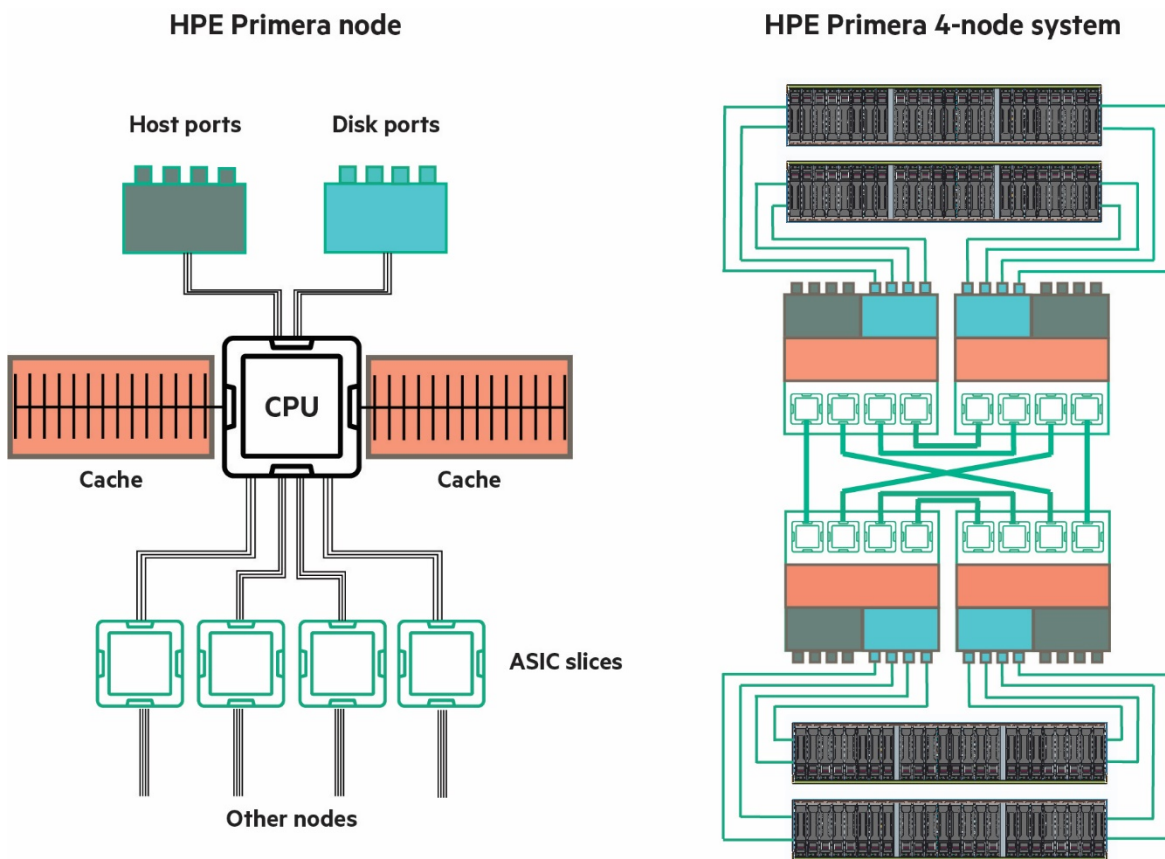 HPE Primera node
HPE Primera 4-node system
Host ports
Disk ports
CPU
Cache
Cache
ASIC slices
Other nodes